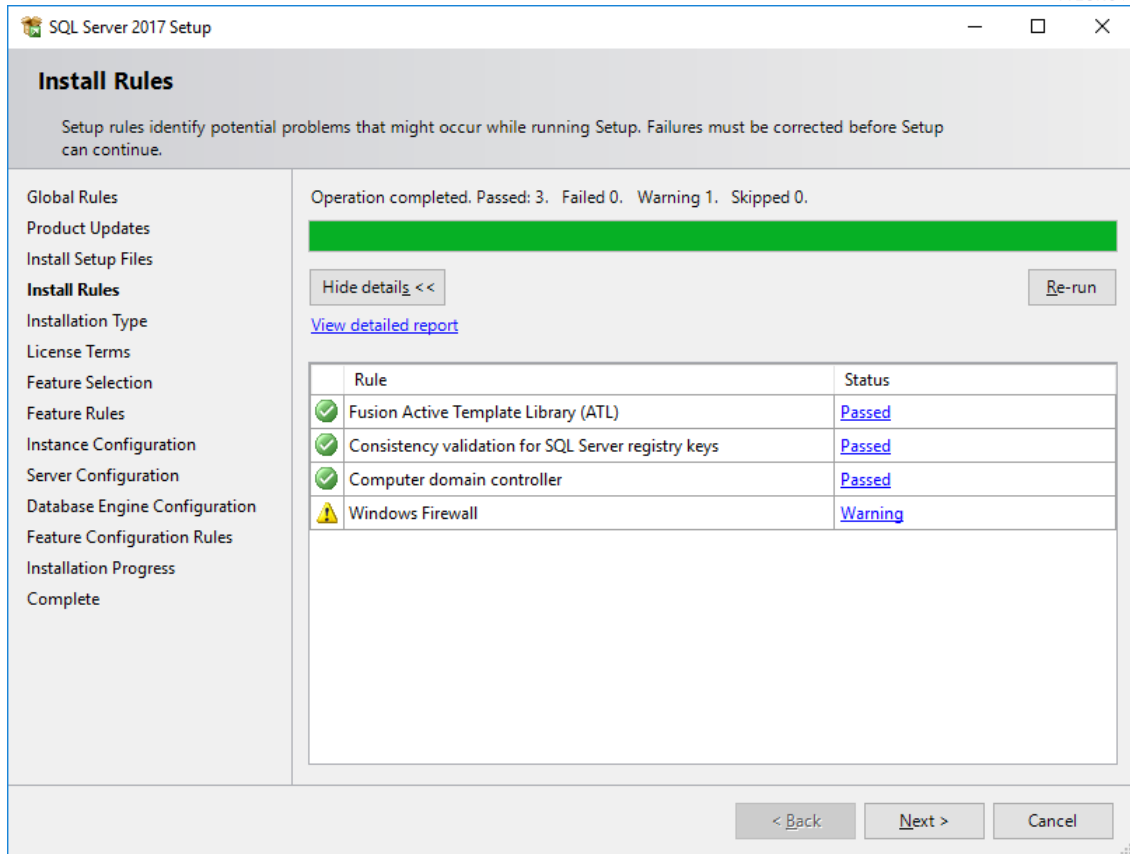 SQL Server 2017 Setup
Install Rules
Setup rules identify potential problems that might occur while running Setup. Failures must be corrected before Setup
can continue.
Global Rules
Product Updates
Install Setup Files
Install Rules
Installation Type
License Terms
Feature Selection
Feature Rules
Instance Configuration
Server Configuration
Database Engine Configuration
Feature Configuration Rules
Installation Progress
Complete
Operation completed. Passed: 3. Failed 0. Warning 1. Skipped 0.
Hide details << Re-run
View detailed report
Rule Status
Fusion Active Template Library (ATL) Passed
Consistency validation for SQL Server registry keys Passed
Computer domain controller Passed
Windows Firewall Warning
< Back Next > Cancel